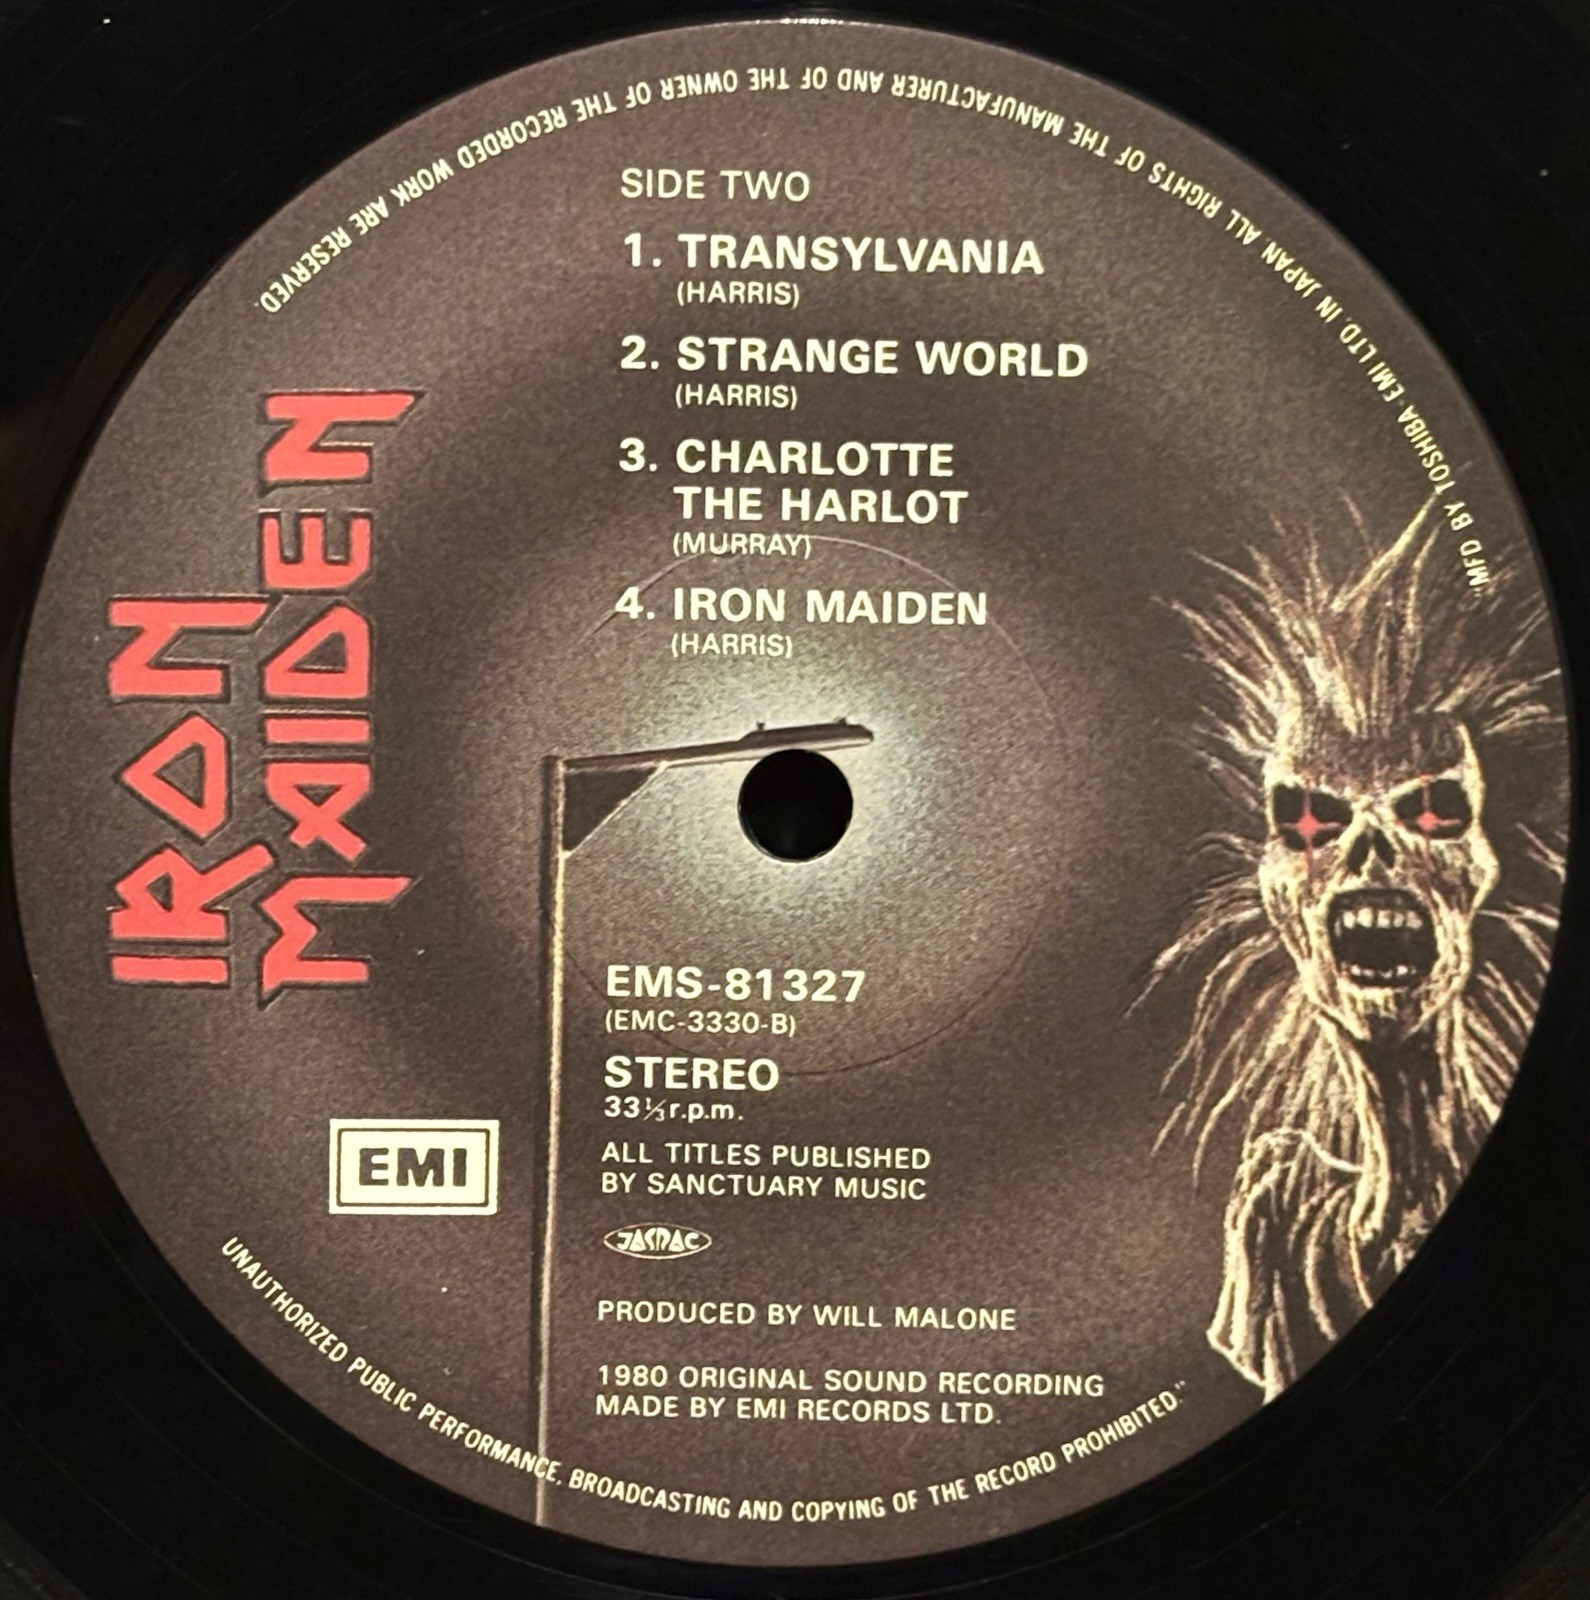 SIDE TWO
1. TRANSYLVANIA
(HARRIS)
2. STRANGE WORLD
(HARRIS)
3. CHARLOTTE
THE HARLOT
(MURRAY)
4. IRON MAIDEN
(HARRIS)
IRON
MAIDEN
EMS-81327
(EMC-3330-B)
STEREO
33⅓ r.p.m.
ALL TITLES PUBLISHED
BY SANCTUARY MUSIC
JASRAC
EMI
PRODUCED BY WILL MALONE
1980 ORIGINAL SOUND RECORDING
MADE BY EMI RECORDS LTD.
"MFD BY TOSHIBA-EMI LTD. IN JAPAN ALL RIGHTS OF THE MANUFACTURER AND OF THE OWNER OF THE RECORDED WORK ARE RESERVED.
UNAUTHORIZED PUBLIC PERFORMANCE, BROADCASTING AND COPYING OF THE RECORD PROHIBITED."